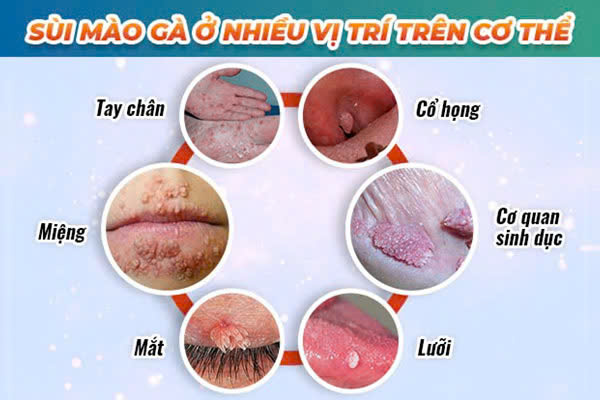 SÙI MÀO GÀ Ở NHIỀU VỊ TRÍ TRÊN CƠ THỂ
Tay chân
Cổ họng
Miệng
Cơ quan
sinh dục
Mắt
Lưỡi